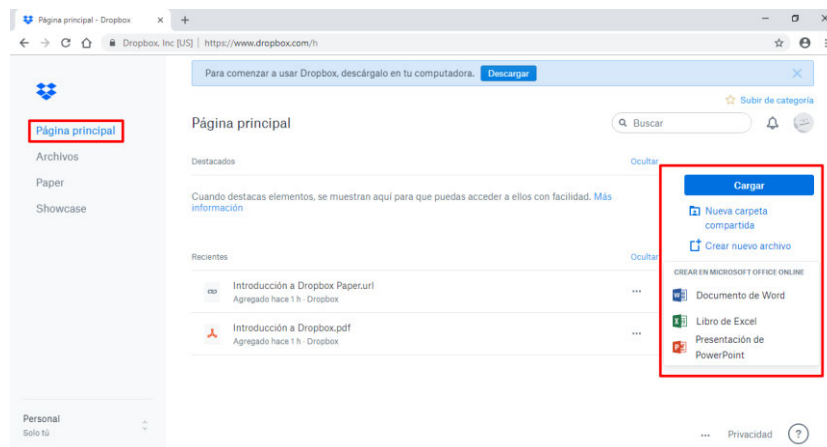 Página principal - Dropbox
Dropbox, Inc [US] | https://www.dropbox.com/h
Para comenzar a usar Dropbox, descárgalo en tu computadora. Descargar
Subir de categoría
Página principal
Archivos
Paper
Showcase
Página principal
Buscar
Destacados
Ocultar
Cuando destacas elementos, se muestran aquí para que puedas acceder a ellos con facilidad. Más
información
Recientes
Ocultar
Introducción a Dropbox Paper.url
Agregado hace 1 h · Dropbox
Introducción a Dropbox.pdf
Agregado hace 1 h · Dropbox
Cargar
Nueva carpeta
compartida
Crear nuevo archivo
CREAR EN MICROSOFT OFFICE ONLINE
Documento de Word
Libro de Excel
Presentación de
PowerPoint
Personal
Solo tú
Privacidad